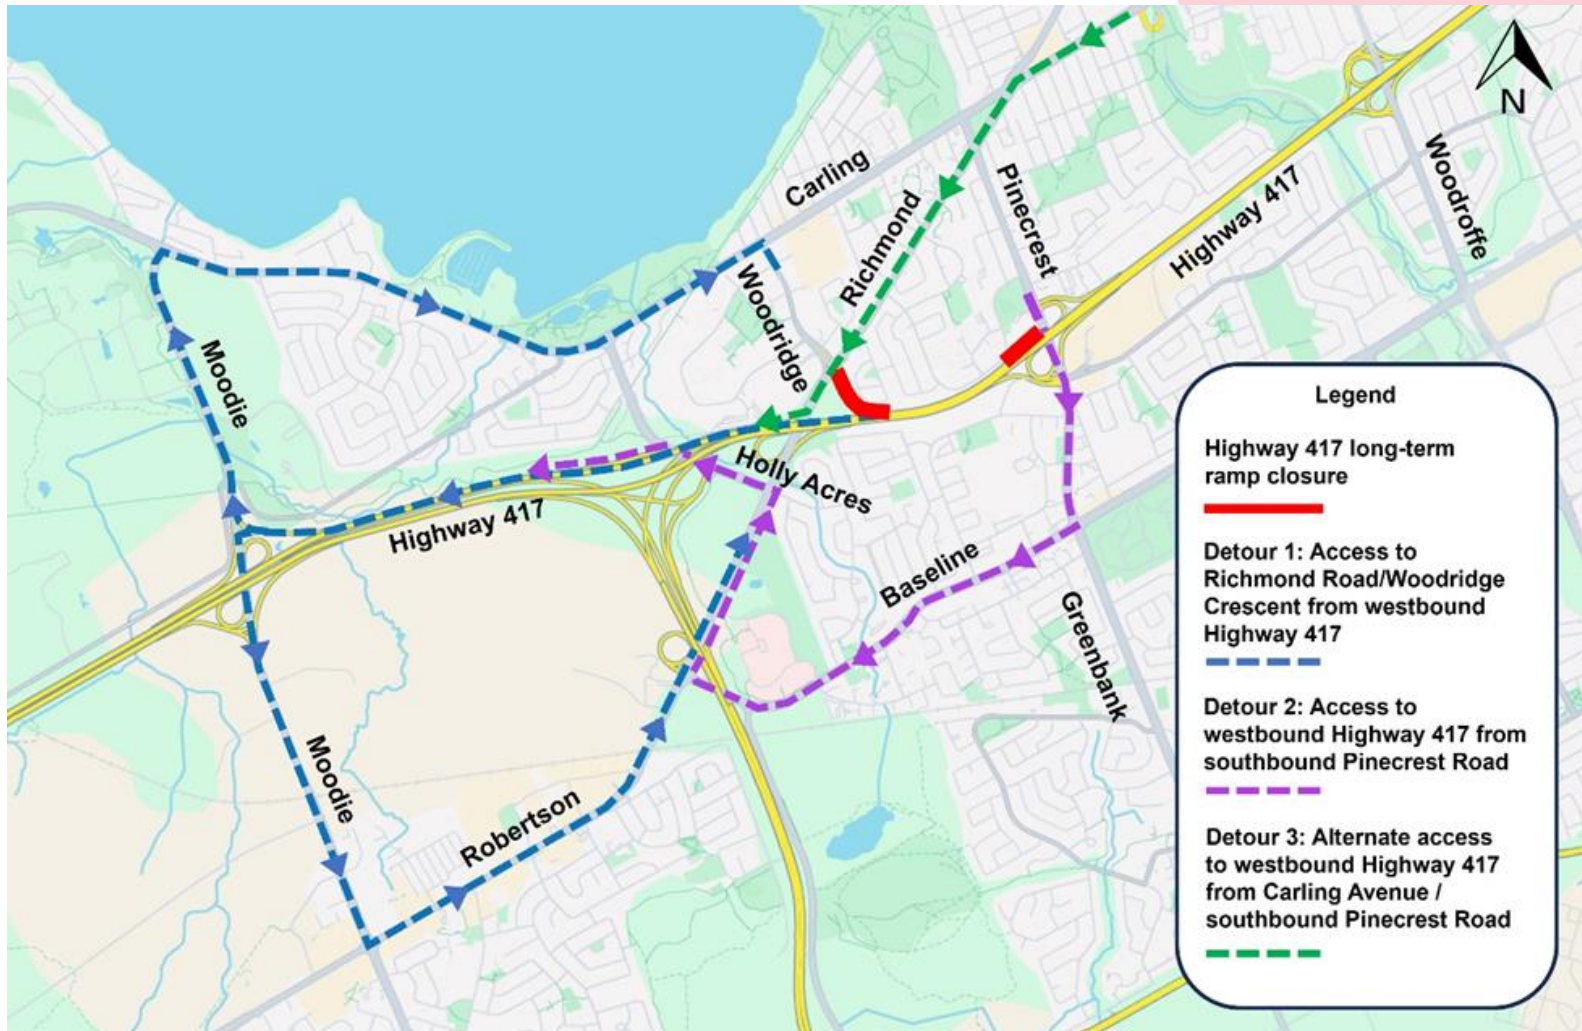 N
Carling
Pinecrest
Woodroffe
Highway 417
Richmond
Woodridge
Moodie
Holly Acres
Highway 417
Baseline
Greenbank
Moodie
Robertson
Legend
Highway 417 long-term
ramp closure
Detour 1: Access to
Richmond Road/Woodridge
Crescent from westbound
Highway 417
Detour 2: Access to
westbound Highway 417 from
southbound Pinecrest Road
Detour 3: Alternate access
to westbound Highway 417
from Carling Avenue /
southbound Pinecrest Road